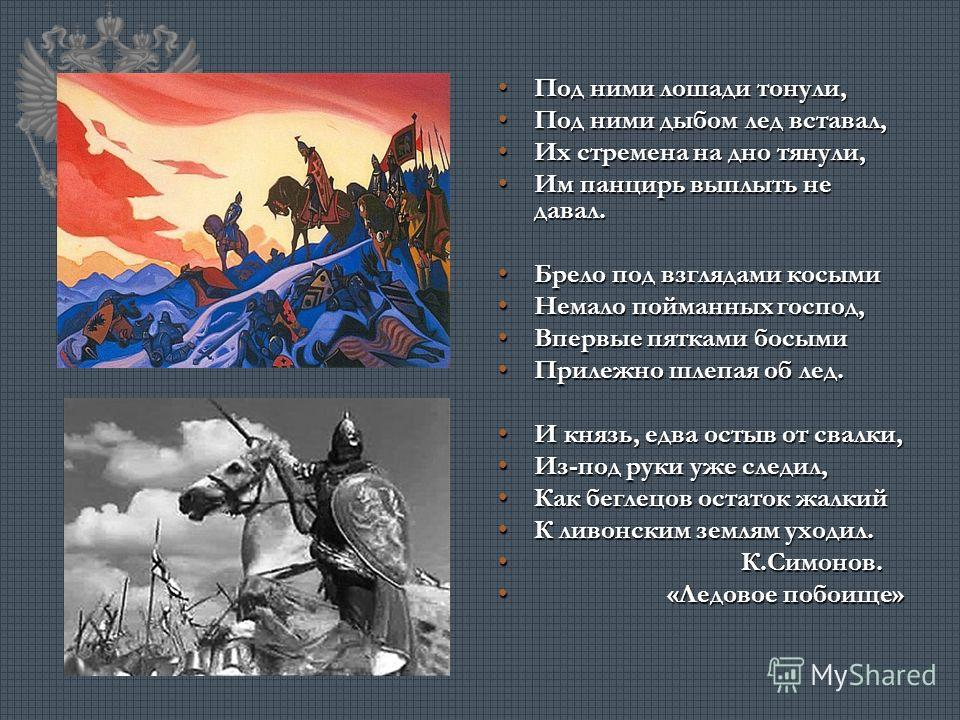 • Под ними лошади тонули,
• Под ними дыбом лед вставал,
• Их стремена на дно тянули,
• Им панцирь выплыть не
давал.
• Брело под взглядами косыми
• Немало пойманных господ,
• Впервые пятками босыми
• Прилежно шлепая об лед.
• И князь, едва остыв от свалки,
• Из-под руки уже следил,
• Как беглецов остаток жалкий
• К ливонским землям уходил.
• К.Симонов.
• «Ледовое побоище»
MyShared